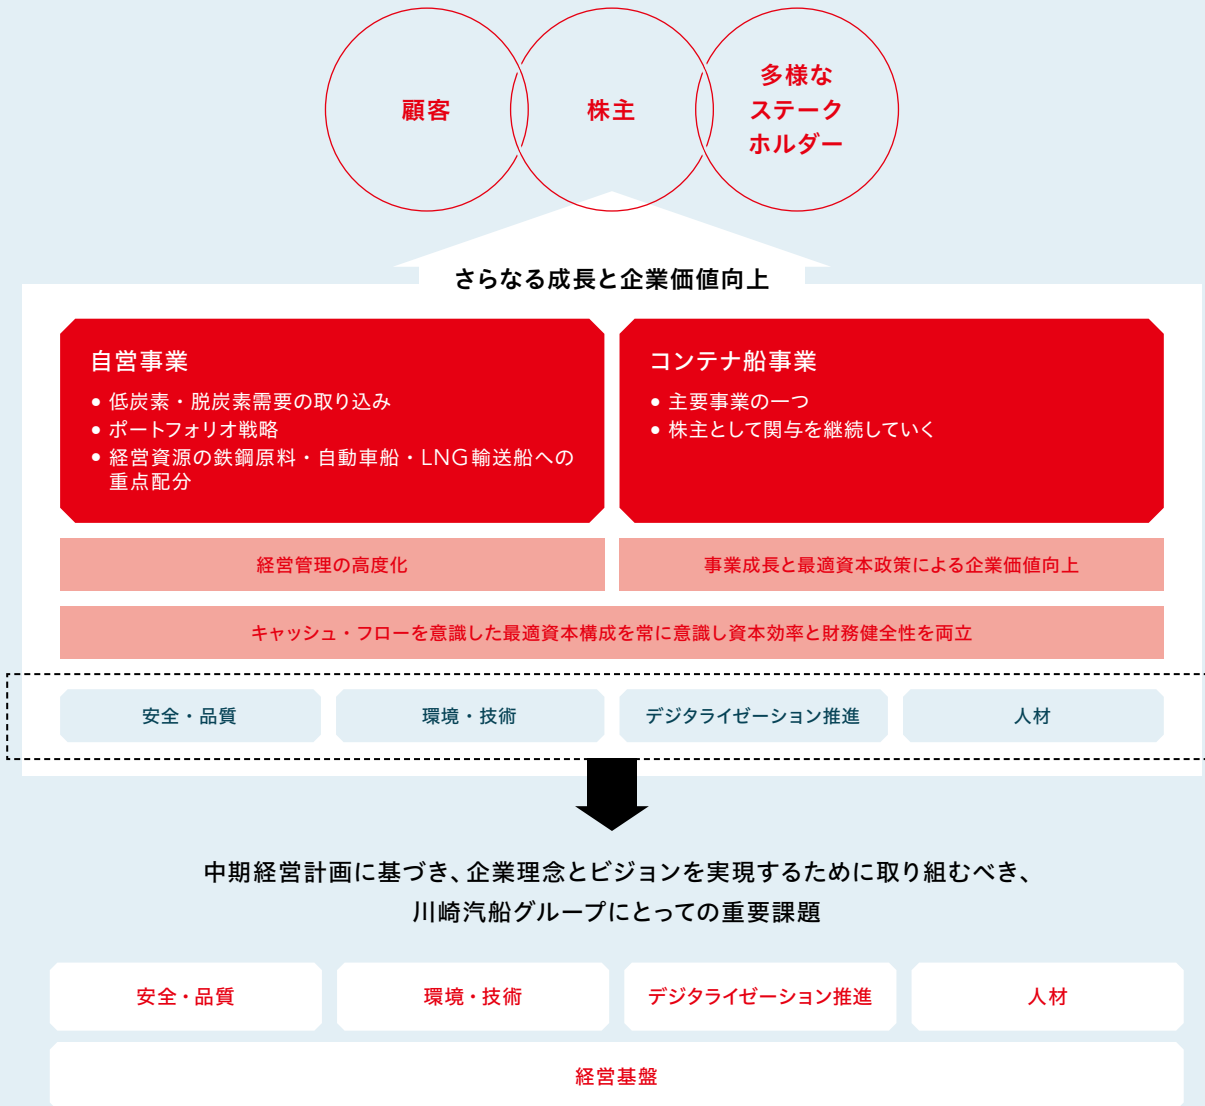 顧客
株主
多様な
ステーク
ホルダー
さらなる成長と企業価値向上
自営事業
• 低炭素・脱炭素需要の取り込み
• ポートフォリオ戦略
• 経営資源の鉄鋼原料・自動車船・LNG輸送船への
重点配分
コンテナ船事業
• 主要事業の一つ
• 株主として関与を継続していく
経営管理の高度化
事業成長と最適資本政策による企業価値向上
キャッシュ・フローを意識した最適資本構成を常に意識し資本効率と財務健全性を両立
安全・品質
環境・技術
デジタライゼーション推進
人材
中期経営計画に基づき、企業理念とビジョンを実現するために取り組むべき、
川崎汽船グループにとっての重要課題
安全・品質
環境・技術
デジタライゼーション推進
人材
経営基盤